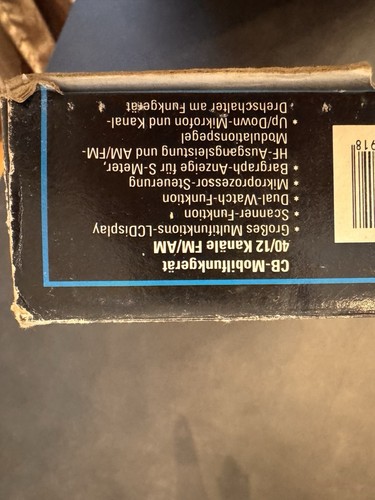 CB-Mobilfunkgerät
40/12 Kanäle FM/AM
• Großes Multifunktions-LCDisplay
• Scanner-Funktion
• Dual-Watch-Funktion
• Mikroprozessor-Steuerung
• Bargraph-Anzeige für S-Meter,
HF-Ausgangsleistung und AM/FM-
Modulationspegel
• Up/Down-Mikrofon und Kanal-
Drehschalter am Funkgerät
918